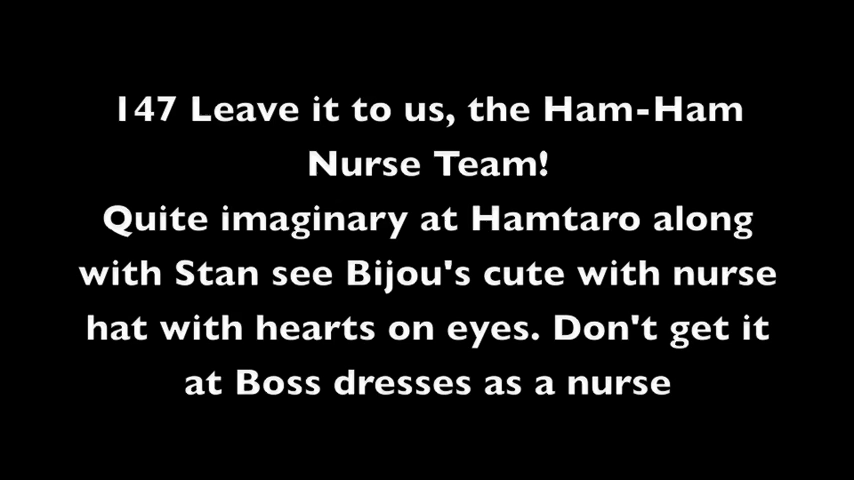 147 Leave it to us, the Ham-Ham
Nurse Team!
Quite imaginary at Hamtaro along
with Stan see Bijou's cute with nurse
hat with hearts on eyes. Don't get it
at Boss dresses as a nurse